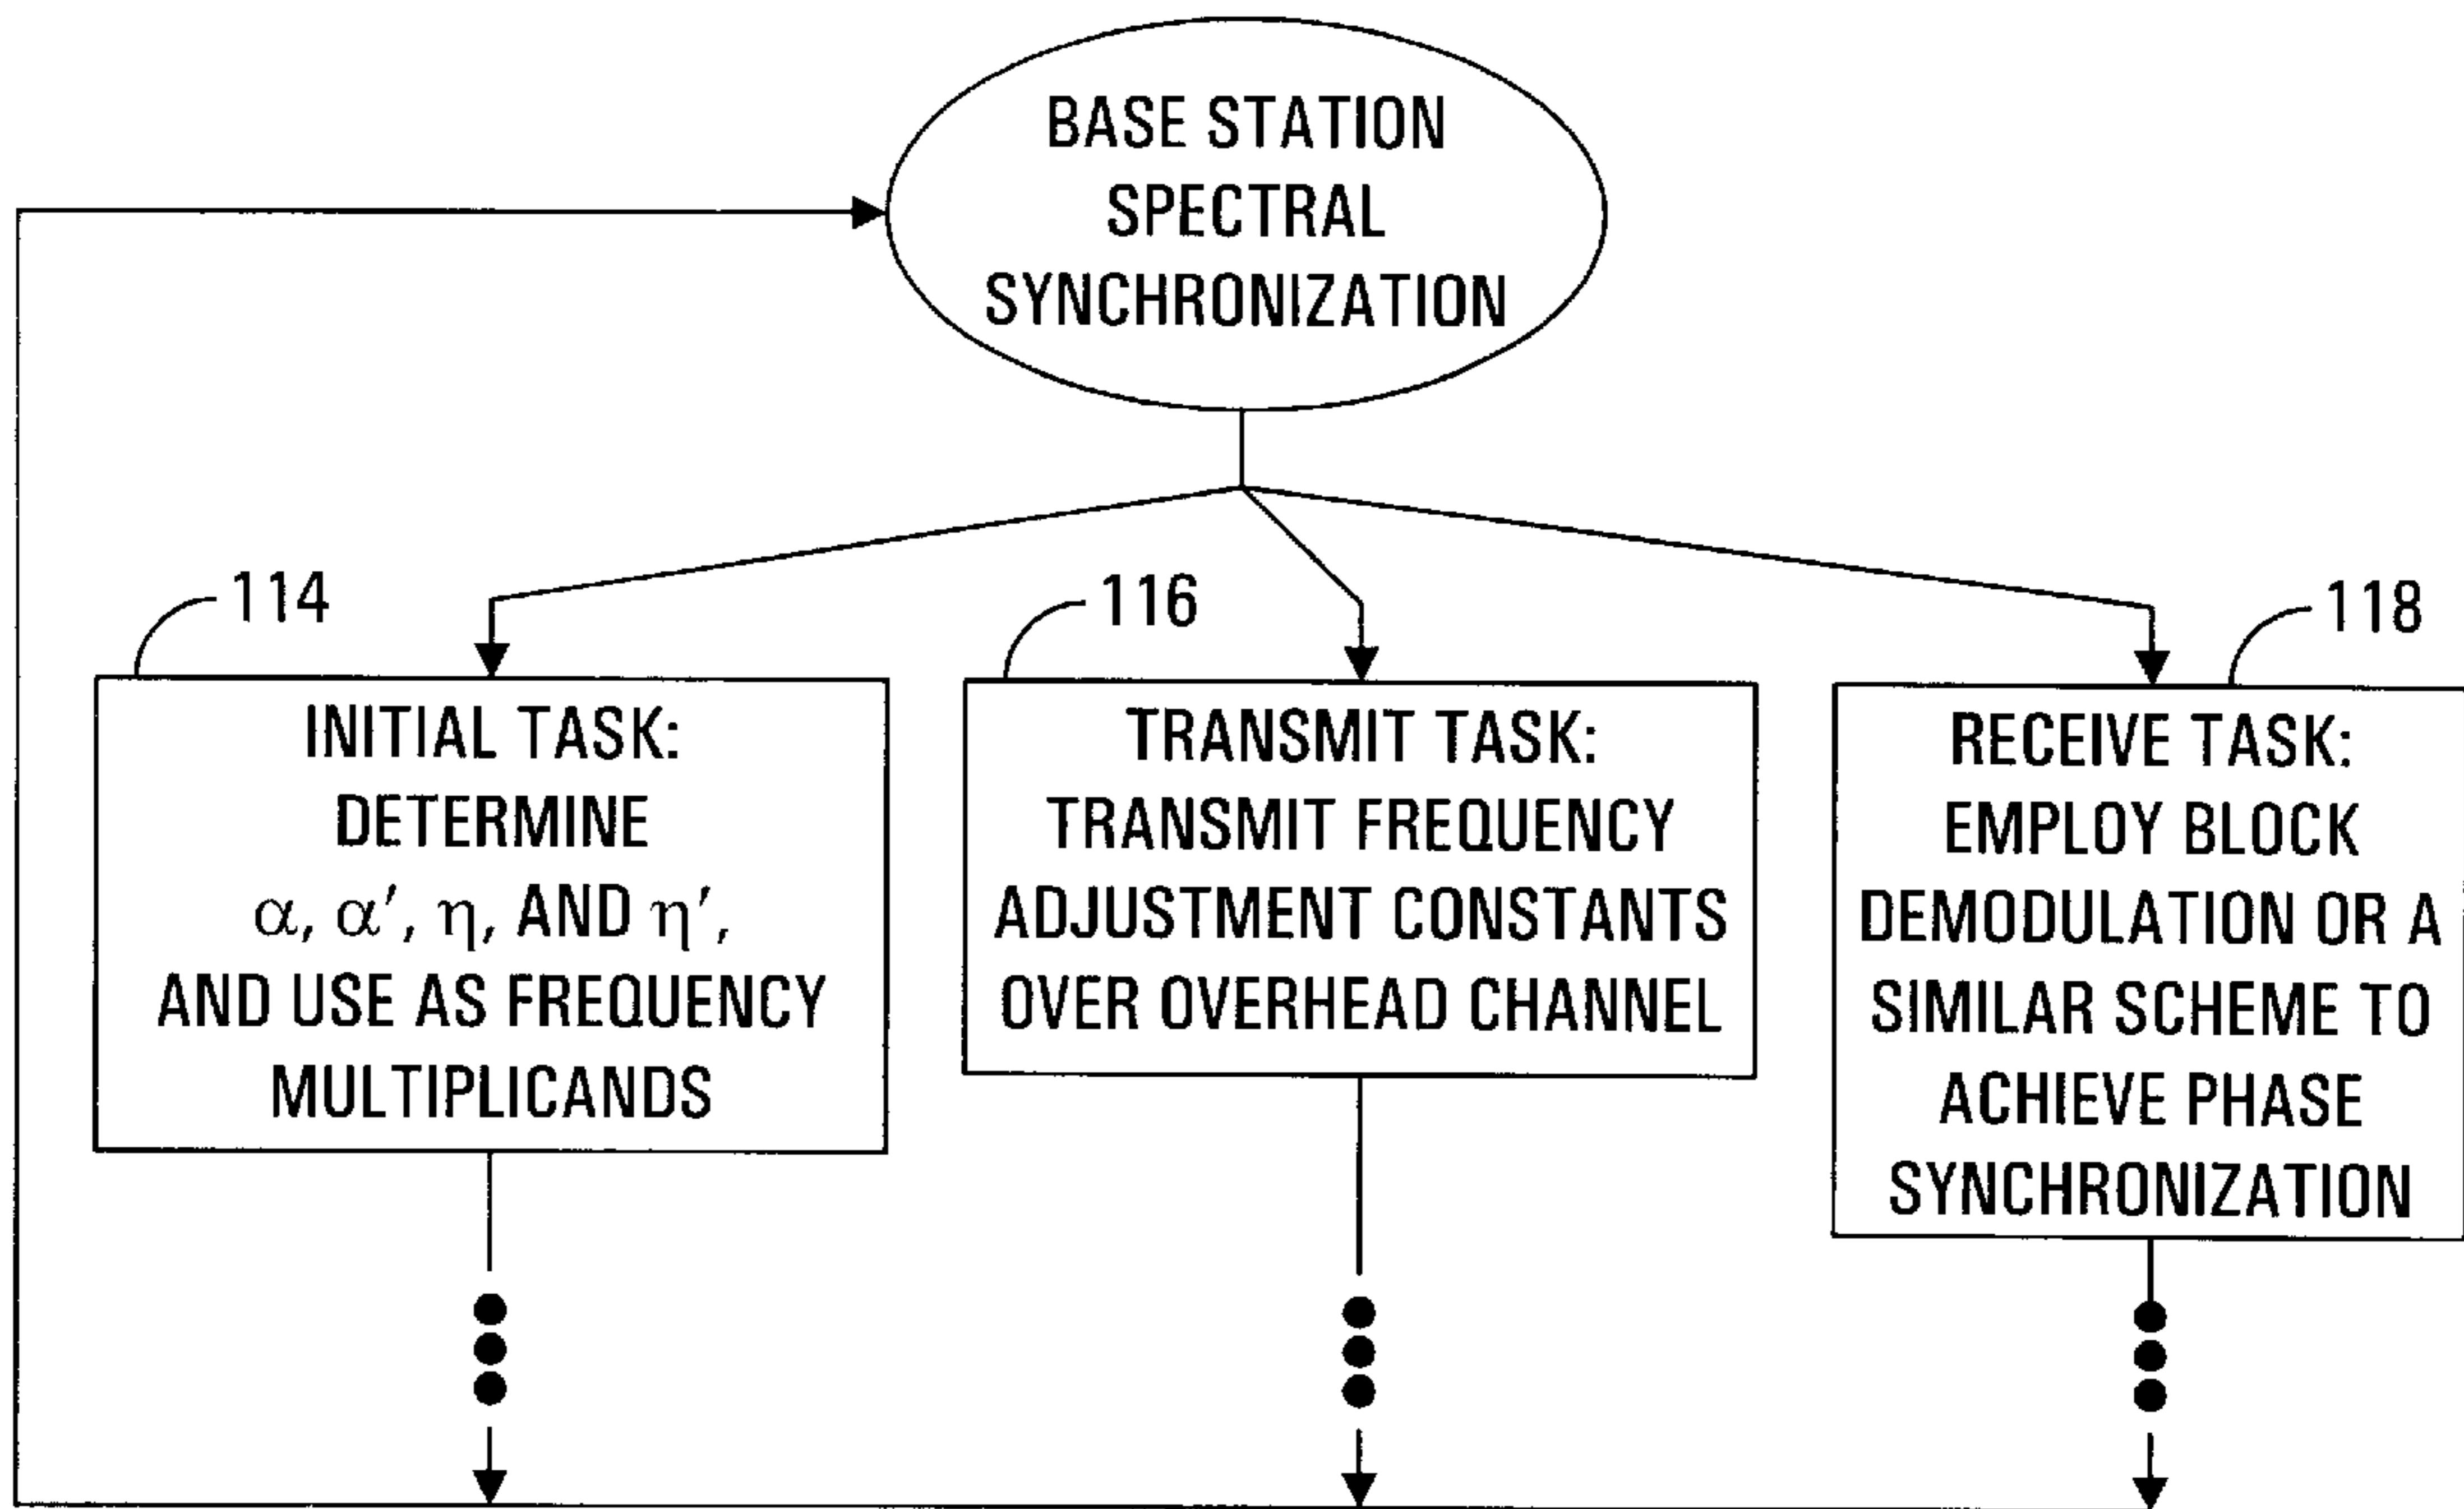 BASE STATION
SPECTRAL
SYNCHRONIZATION
114
INITIAL TASK:
DETERMINE
α, α′, η, AND η′,
AND USE AS FREQUENCY
MULTIPLICANDS
116
TRANSMIT TASK:
TRANSMIT FREQUENCY
ADJUSTMENT CONSTANTS
OVER OVERHEAD CHANNEL
118
RECEIVE TASK:
EMPLOY BLOCK
DEMODULATION OR A
SIMILAR SCHEME TO
ACHIEVE PHASE
SYNCHRONIZATION